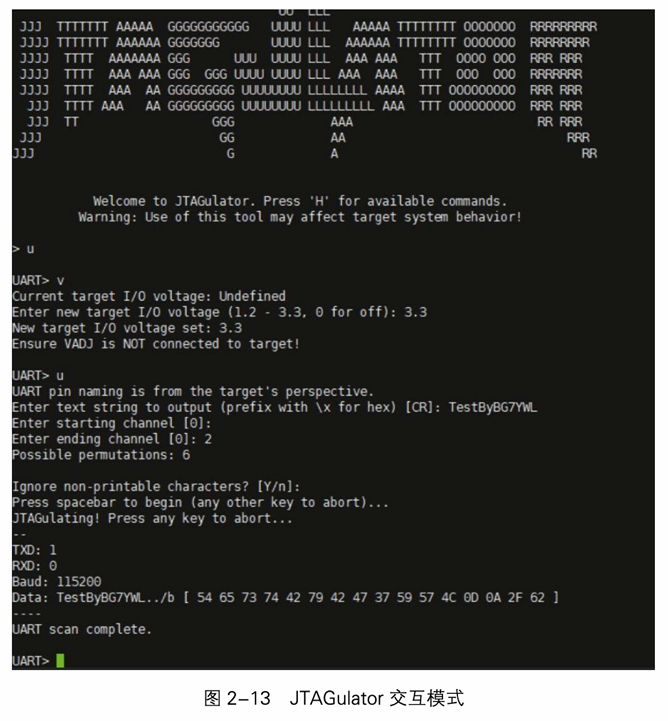 UU LLL
JJJ TTTTTTT AAAAA GGGGGGGGGGG UUUU LLL AAAAA TTTTTTTT OOOOOOO RRRRRRRRR
JJJJ TTTTTTT AAAAAA GGGGGGG UUUU LLL AAAAAA TTTTTTTT OOOOOOO RRRRRRRR
JJJJ TTTT AAAAAAA GGG UUU UUUU LLL AAA AAA TTT OOOO OOO RRR RRR
JJJJ TTTT AAA AAA GGG GGG UUUU UUUU LLL AAA AAA TTT OOO OOO RRRRRRR
JJJJ TTTT AAA AA GGGGGGGGG UUUUUUUU LLLLLLLL AAAA TTT OOOOOOOOO RRR RRR
JJJ TTTT AAA AA GGGGGGGGG UUUUUUUU LLLLLLLLL AAA TTT OOOOOOOOO RRR RRR
JJJ TT GGG AAA RR RRR
JJJ GG AA RRR
JJJ G A RR
Welcome to JTAGulator. Press 'H' for available commands.
Warning: Use of this tool may affect target system behavior!
> u
UART> v
Current target I/O voltage: Undefined
Enter new target I/O voltage (1.2 - 3.3, 0 for off): 3.3
New target I/O voltage set: 3.3
Ensure VADJ is NOT connected to target!
UART> u
UART pin naming is from the target's perspective.
Enter text string to output (prefix with \x for hex) [CR]: TestByBG7YWL
Enter starting channel [0]:
Enter ending channel [0]: 2
Possible permutations: 6
Ignore non-printable characters? [Y/n]:
Press spacebar to begin (any other key to abort)...
JTAGulating! Press any key to abort...
--
TXD: 1
RXD: 0
Baud: 115200
Data: TestByBG7YWL../b [ 54 65 73 74 42 79 42 47 37 59 57 4C 0D 0A 2F 62 ]
----
UART scan complete.
UART>
图 2-13 JTAGulator 交互模式